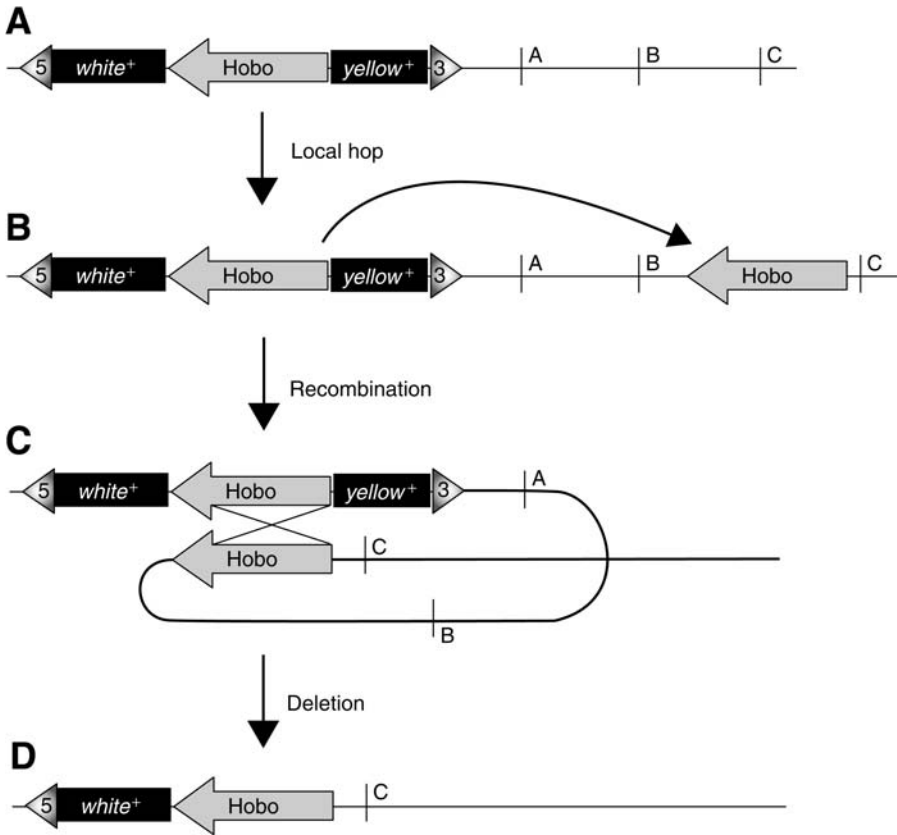 A
5 white+ Hobo yellow+ 3 A B C
Local hop
B
5 white+ Hobo yellow+ 3 A B Hobo C
Recombination
C
5 white+ Hobo yellow+ 3 A
Hobo C
B
Deletion
D
5 white+ Hobo C